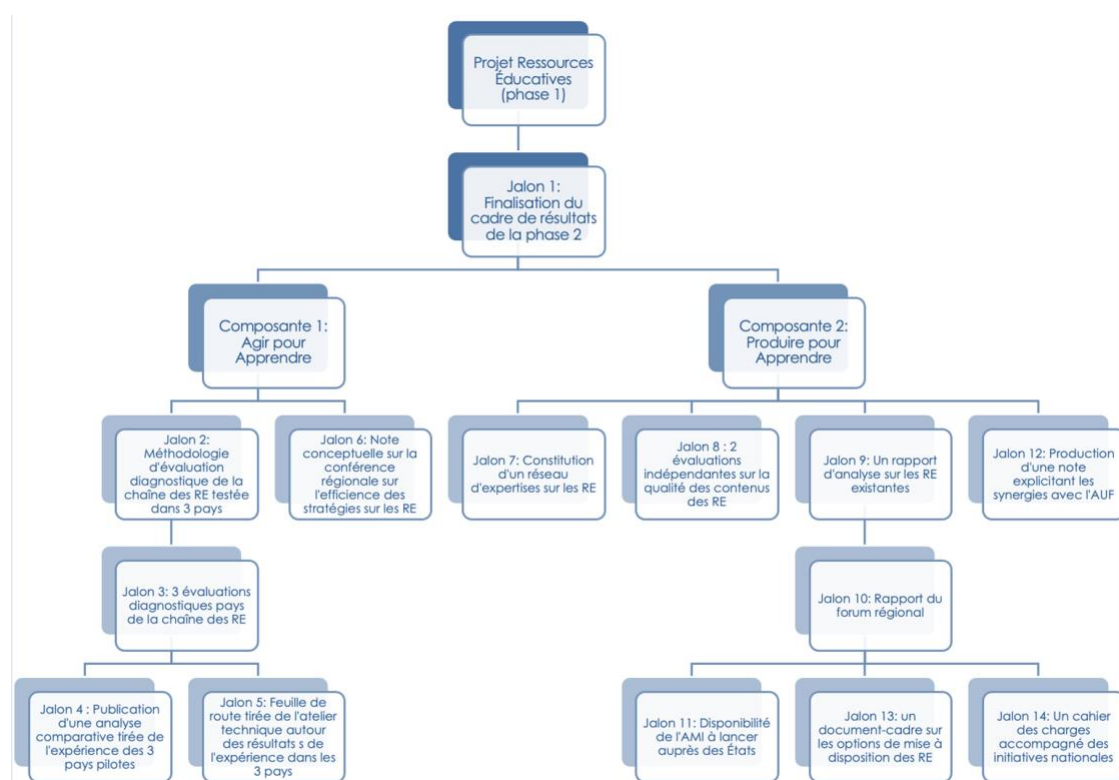 Projet Ressources
Éducatives
(phase 1)
Jalon 1:
Finalisation du
cadre de résultats
de la phase 2
Composante 1:
Agir pour
Apprendre
Composante 2:
Produire pour
Apprendre
Jalon 2:
Méthodologie
d'évaluation
diagnostique de la
chaîne des RE testée
dans 3 pays
Jalon 6: Note
conceptuelle sur la
conférence
régionale sur
l'efficience des
stratégies sur les RE
Jalon 7: Constitution
d'un réseau
d'expertises sur les RE
Jalon 8 : 2
évaluations
indépendantes sur la
qualité des contenus
des RE
Jalon 9: Un rapport
d'analyse sur les RE
existantes
Jalon 12: Production
d'une note
explicitant les
synergies avec l'AUF
Jalon 3: 3 évaluations
diagnostiques pays
de la chaîne des RE
Jalon 10: Rapport du
forum régional
Jalon 4 : Publication
d'une analyse
comparative tirée de
l'expérience des 3
pays pilotes
Jalon 5: Feuille de
route tirée de l'atelier
technique autour
des résultats s de
l'expérience dans les
3 pays
Jalon 11: Disponibilité
de l'AMI à lancer
auprès des États
Jalon 13: un
document-cadre sur
les options de mise à
disposition des RE
Jalon 14: Un cahier
des charges
accompagné des
initiatives nationales